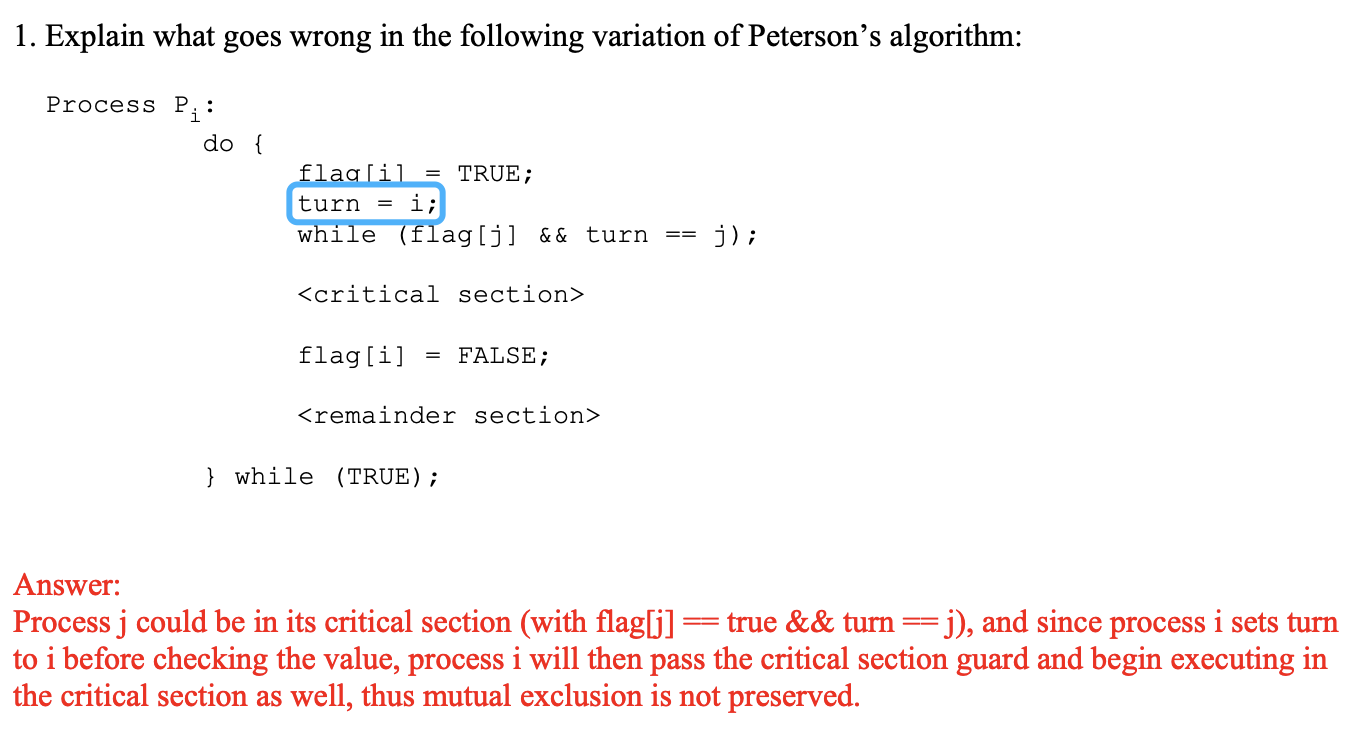 1. Explain what goes wrong in the following variation of Peterson’s algorithm:
Process Pi:
do {
flag[i] = TRUE;
turn = i;
while (flag[j] && turn == j);
<critical section>
flag[i] = FALSE;
<remainder section>
} while (TRUE);
Answer:
Process j could be in its critical section (with flag[j] == true && turn == j), and since process i sets turn
to i before checking the value, process i will then pass the critical section guard and begin executing in
the critical section as well, thus mutual exclusion is not preserved.